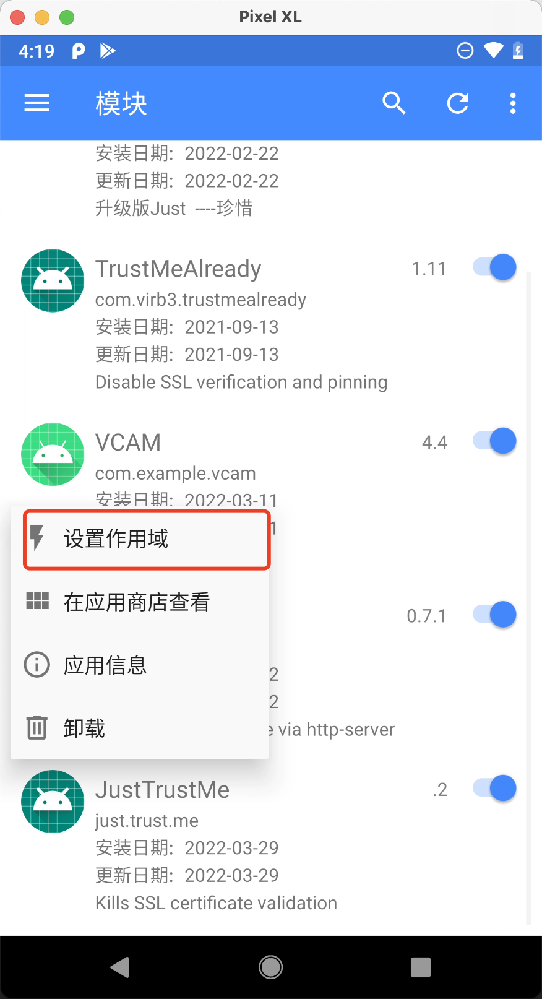 Pixel XL
4:19
模块
安装日期: 2022-02-22
更新日期: 2022-02-22
升级版Just ----珍惜
TrustMeAlready 1.11
com.virb3.trustmealready
安装日期: 2021-09-13
更新日期: 2021-09-13
Disable SSL verification and pinning
VCAM 4.4
com.example.vcam
安装日期: 2022-03-11
1
设置作用域
在应用商店查看
0.7.1
应用信息
2
2
卸载
e via http-server
JustTrustMe .2
just.trust.me
安装日期: 2022-03-29
更新日期: 2022-03-29
Kills SSL certificate validation